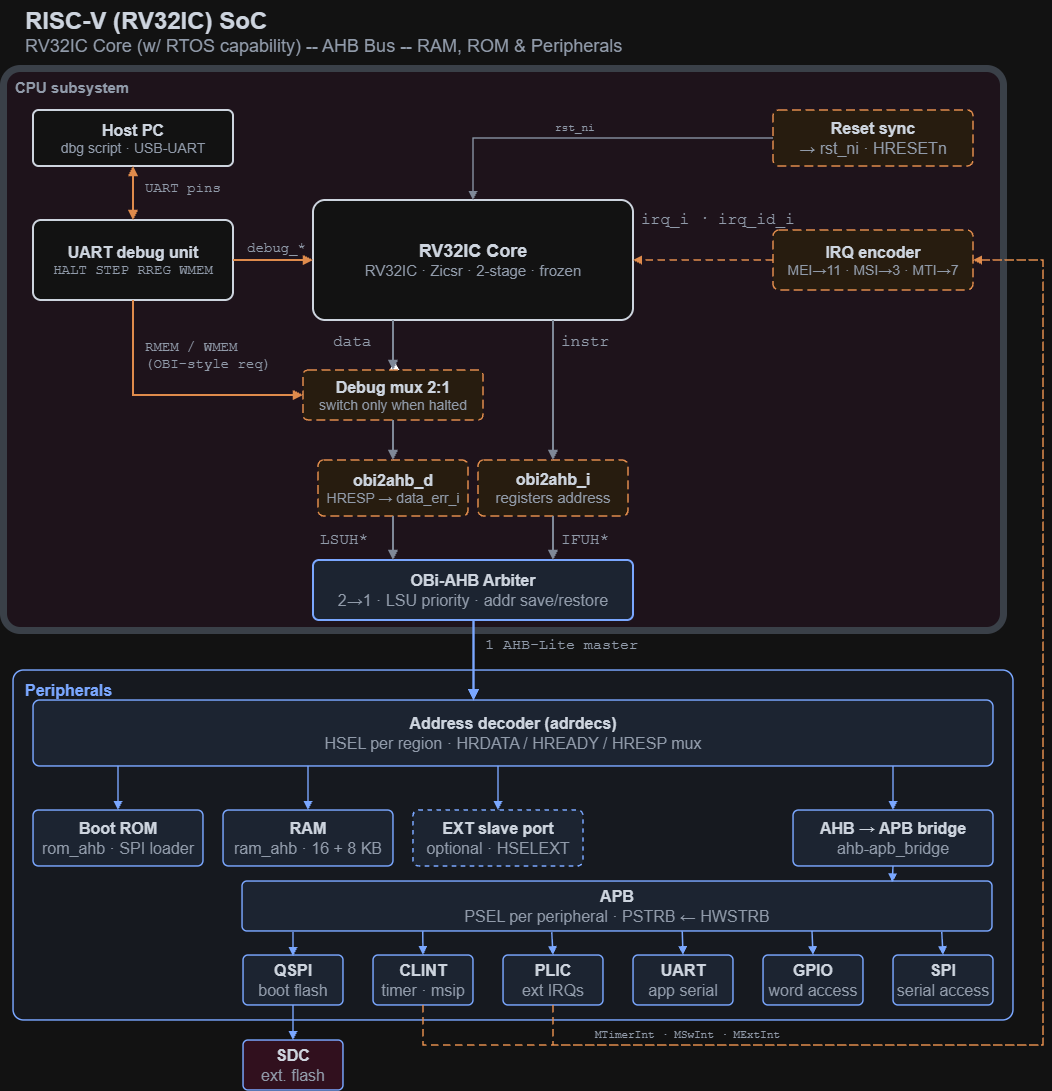 RISC-V (RV32IC) SoC
RV32IC Core (w/ RTOS capability) -- AHB Bus -- RAM, ROM & Peripherals
CPU subsystem
Host PC
dbg script · USB-UART
rst_ni
Reset sync
→ rst_ni · HRESETn
UART pins
UART debug unit
HALT STEP RREG WMEM
debug_*
RV32IC Core
RV32IC · Zicsr · 2-stage · frozen
irq_i · irq_id_i
IRQ encoder
MEI→11 · MSI→3 · MTI→7
RMEM / WMEM
(OBI-style req)
data
instr
Debug mux 2:1
switch only when halted
obi2ahb_d
HRESP → data_err_i
obi2ahb_i
registers address
LSUH*
IFUH*
OBi-AHB Arbiter
2→1 · LSU priority · addr save/restore
1 AHB-Lite master
Peripherals
Address decoder (adrdecs)
HSEL per region · HRDATA / HREADY / HRESP mux
Boot ROM
rom_ahb · SPI loader
RAM
ram_ahb · 16 + 8 KB
EXT slave port
optional · HSELEXT
AHB → APB bridge
ahb-apb_bridge
APB
PSEL per peripheral · PSTRB ← HWSTRB
QSPI
boot flash
CLINT
timer · msip
PLIC
ext IRQs
UART
app serial
GPIO
word access
SPI
serial access
MTimerInt · MSwInt · MExtInt
SDC
ext. flash